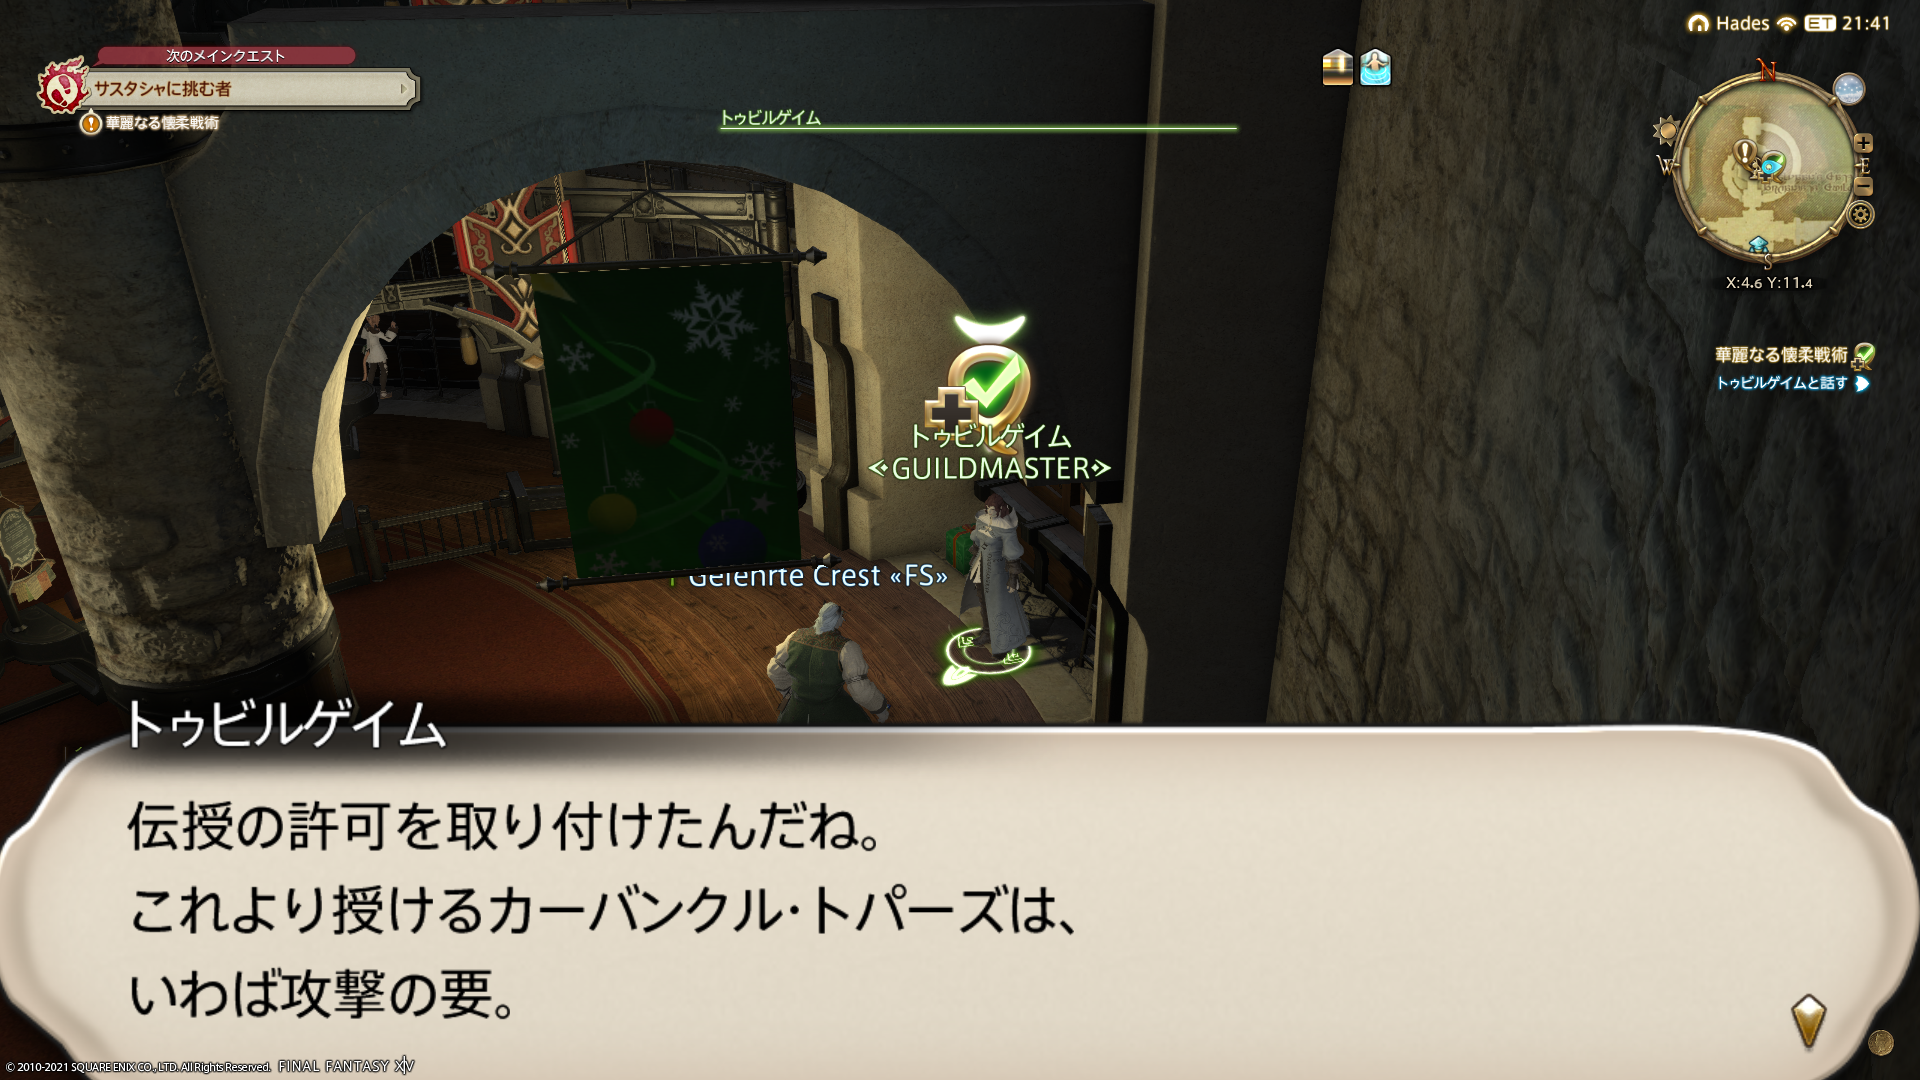 次のメインクエスト
サスタシャに挑む者
華麗なる懐柔戦術
トゥビルゲイム
Hades ET 21:41
N
W
E
S
X:4.6 Y:11.4
華麗なる懐柔戦術
トゥビルゲイムと話す
トゥビルゲイム
GUILDMASTER
Gefehrte Crest «FS»
トゥビルゲイム
伝授の許可を取り付けたんだね。
これより授けるカーバンクル・トパーズは、
いわば攻撃の要。
© 2010-2021 SQUARE ENIX CO., LTD. All Rights Reserved. FINAL FANTASY XIV